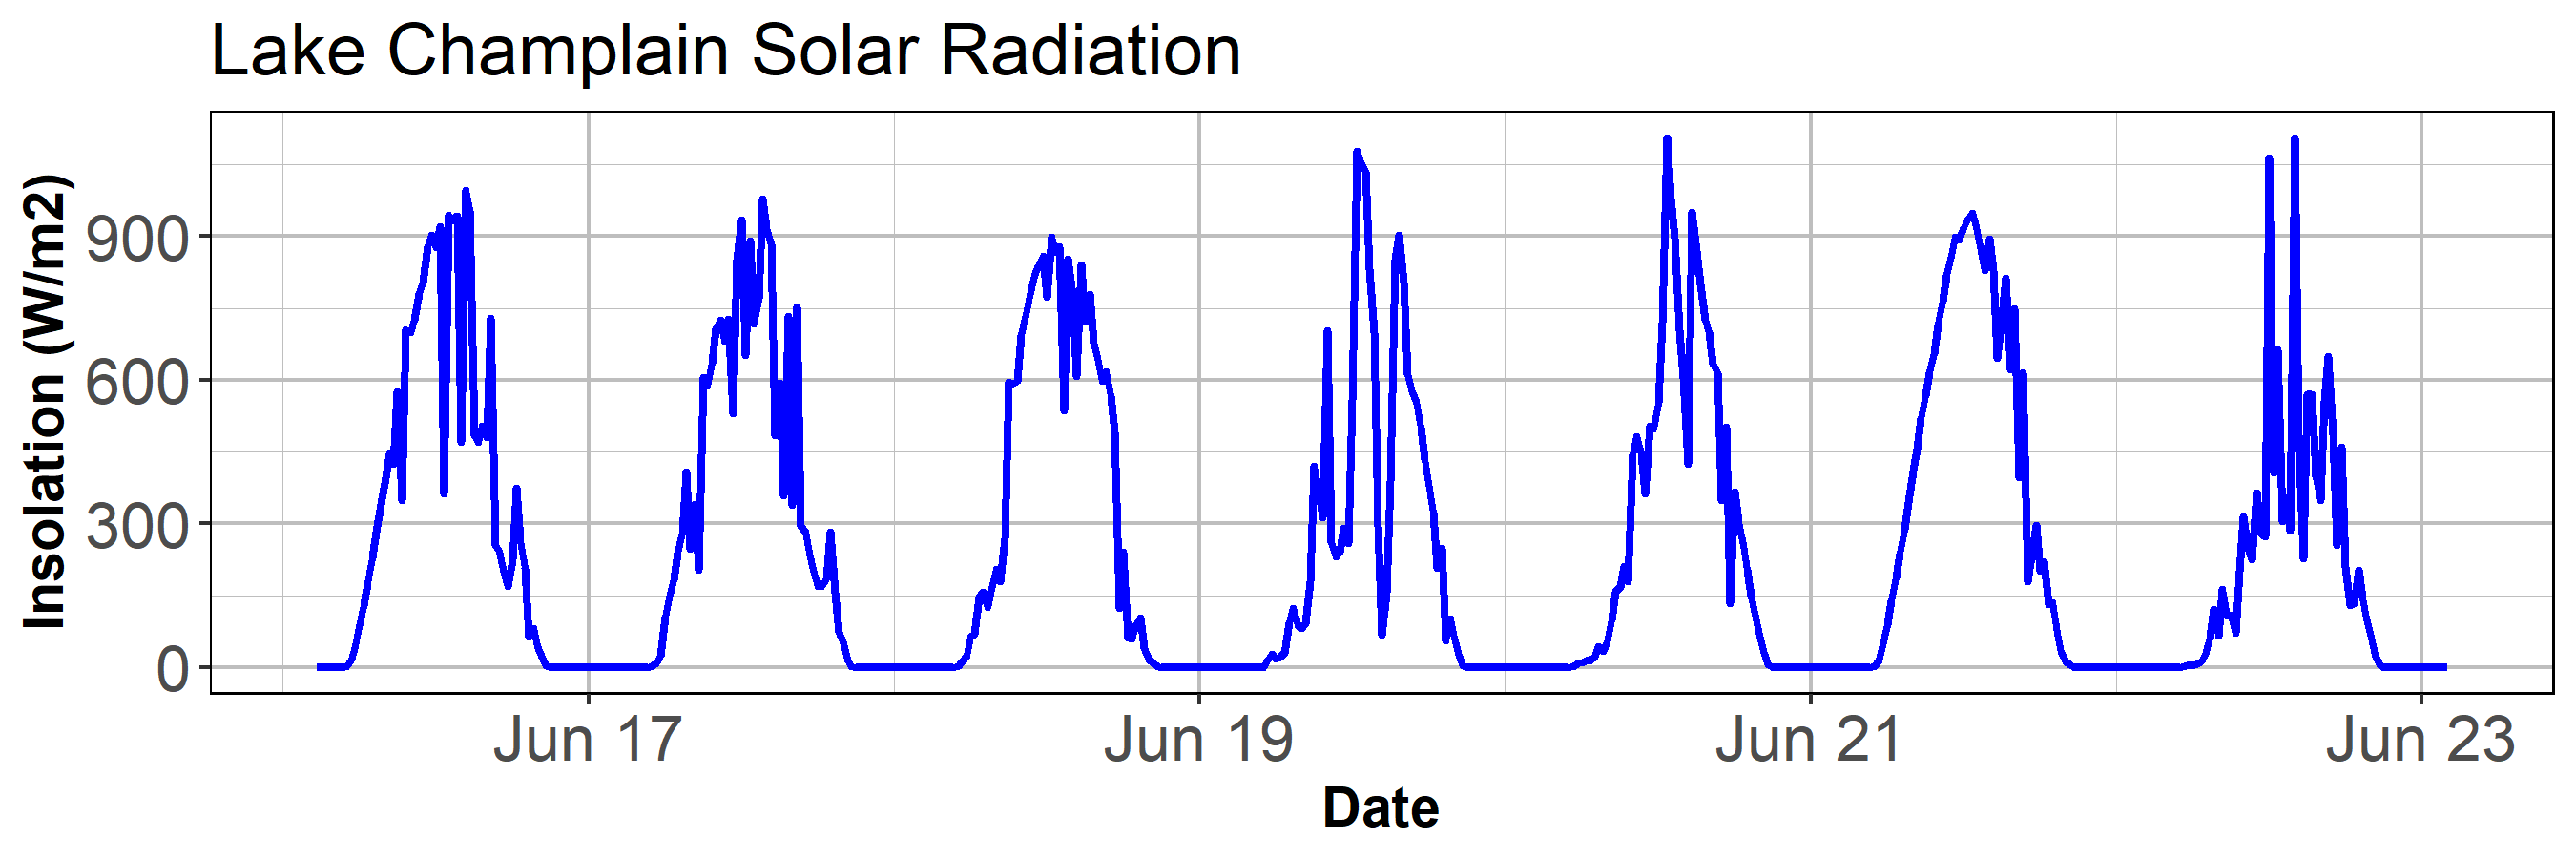 Lake Champlain Solar Radiation
Insolation (W/m2)
900
600
300
0
Jun 17 Jun 19 Jun 21 Jun 23
Date